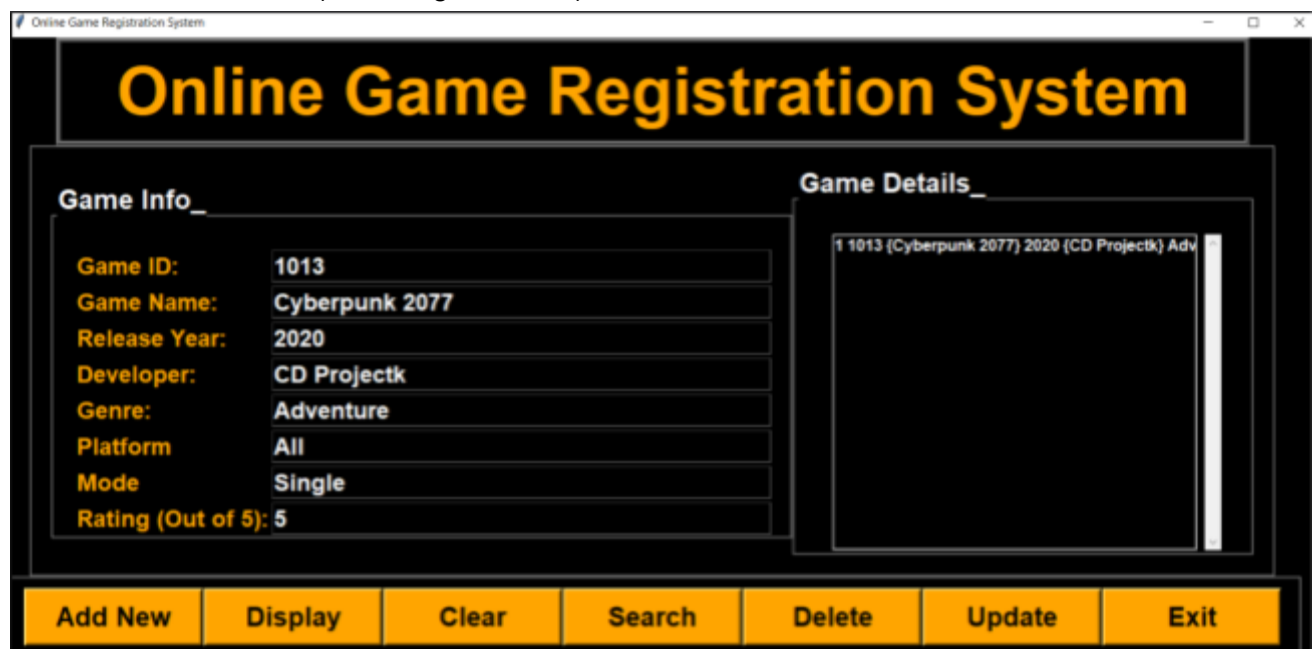 Online Game Registration System
Online Game Registration System
Game Info_
Game ID: 1013
Game Name: Cyberpunk 2077
Release Year: 2020
Developer: CD Projectk
Genre: Adventure
Platform All
Mode Single
Rating (Out of 5): 5
Game Details_
1 1013 {Cyberpunk 2077} 2020 {CD Projectk} Adv
Add New Display Clear Search Delete Update Exit